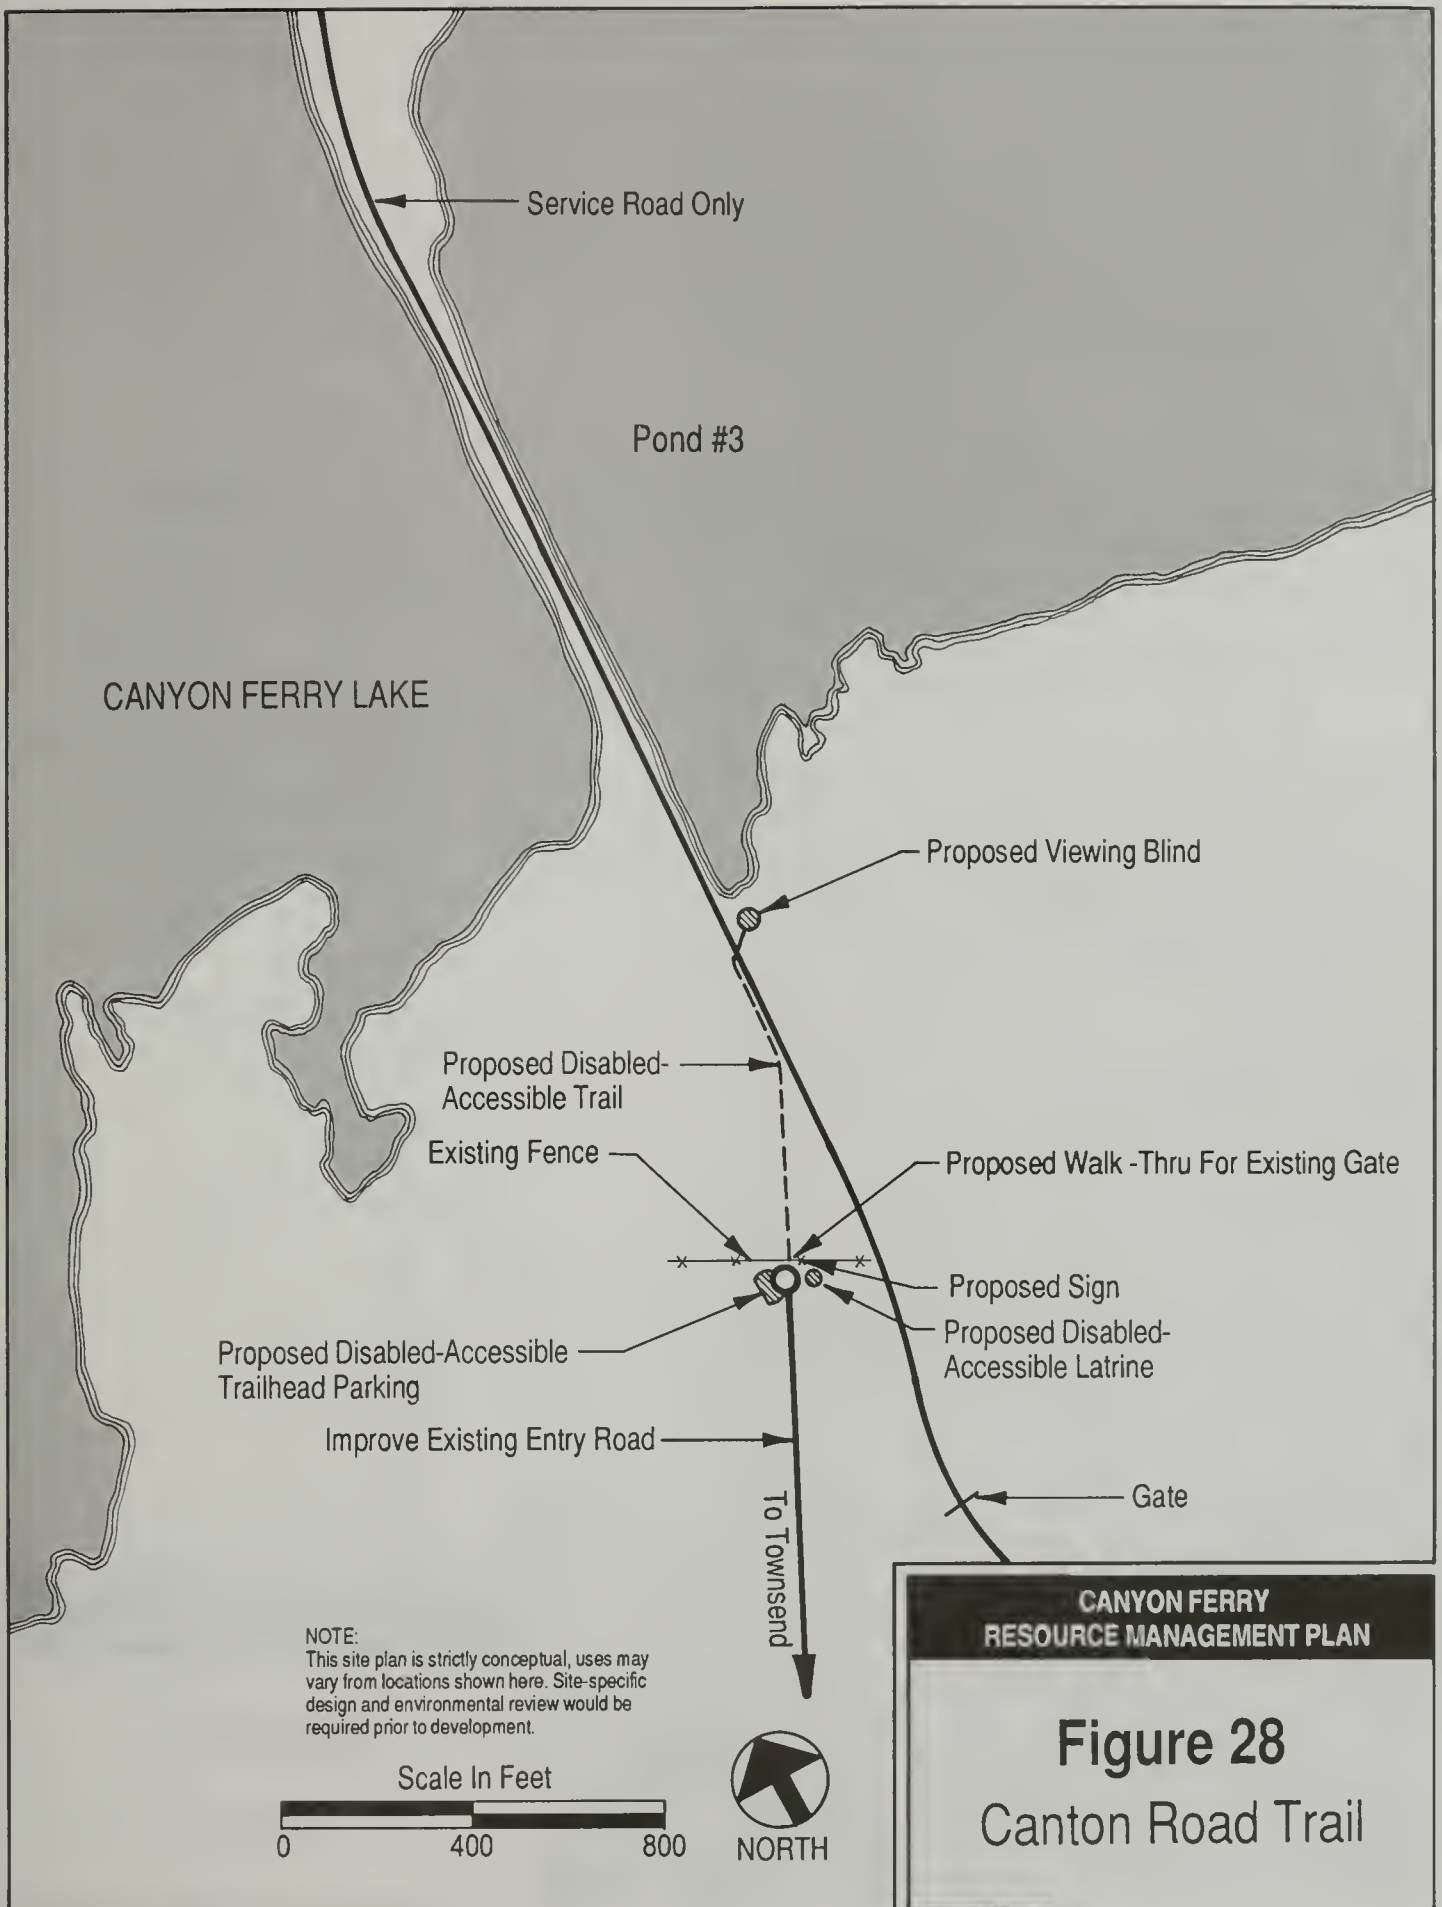 Service Road Only
Pond #3
CANYON FERRY LAKE
Proposed Viewing Blind
Proposed Disabled-
Accessible Trail
Existing Fence
Proposed Walk -Thru For Existing Gate
Proposed Sign
Proposed Disabled-
Accessible Latrine
Proposed Disabled-Accessible
Trailhead Parking
Improve Existing Entry Road
Gate
To Townsend
NOTE:
This site plan is strictly conceptual, uses may
vary from locations shown here. Site-specific
design and environmental review would be
required prior to development.
Scale In Feet
0 400 800
NORTH
CANYON FERRY
RESOURCE MANAGEMENT PLAN
Figure 28
Canton Road Trail